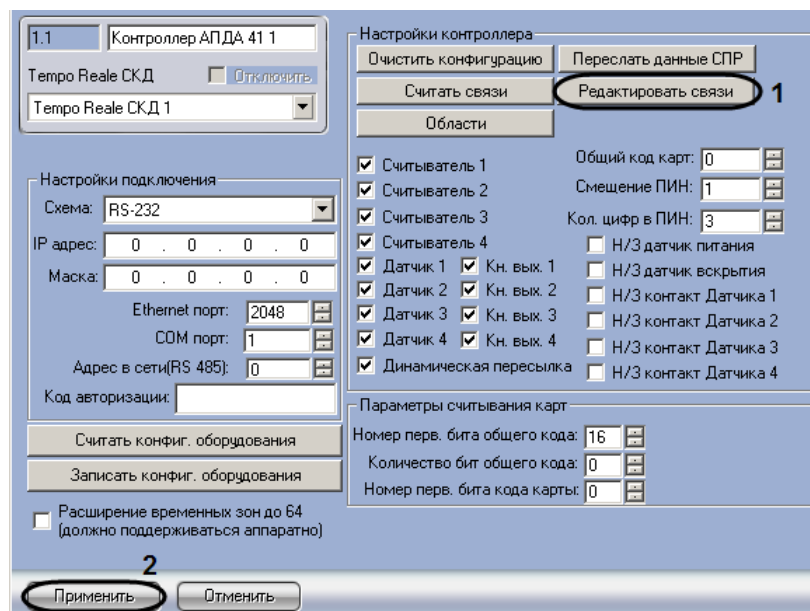 1.1 Контроллер АПДА 41 1
Tempo Reale СКД Отключить
Tempo Reale СКД 1
Настройки подключения
Схема: RS-232
IP адрес: 0 . 0 . 0 . 0
Маска: 0 . 0 . 0 . 0
Ethernet порт: 2048
COM порт: 1
Адрес в сети(RS 485): 0
Код авторизации:
Считать конфиг. оборудования
Записать конфиг. оборудования
Расширение временных зон до 64
(должно поддерживаться аппаратно)
Настройки контроллера
Очистить конфигурацию Переслать данные СПР
Считать связи Редактировать связи 1
Области
Считыватель 1
Считыватель 2
Считыватель 3
Считыватель 4
Датчик 1 Кн. вых. 1
Датчик 2 Кн. вых. 2
Датчик 3 Кн. вых. 3
Датчик 4 Кн. вых. 4
Динамическая пересылка
Общий код карт: 0
Смещение ПИН: 1
Кол. цифр в ПИН: 3
Н/З датчик питания
Н/З датчик вскрытия
Н/З контакт Датчика 1
Н/З контакт Датчика 2
Н/З контакт Датчика 3
Н/З контакт Датчика 4
Параметры считывания карт
Номер перв. бита общего кода: 16
Количество бит общего кода: 0
Номер перв. бита кода карты: 0
2
Применить Отменить